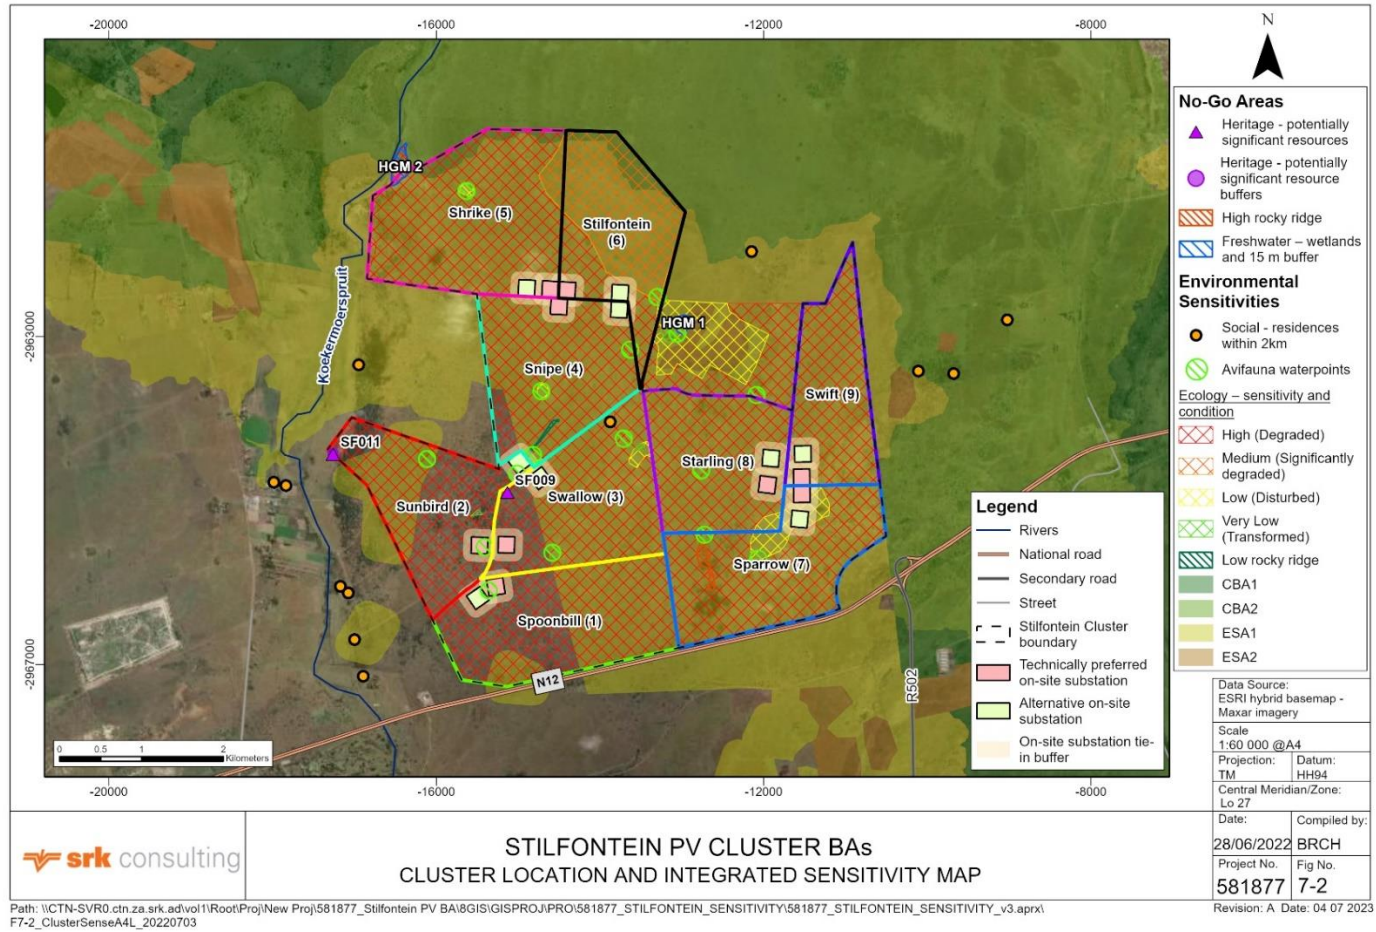 -20000
-16000
-12000
-8000
N
-2963000
-2967000
HGM 2
Shrike (5)
Stilfontein
(6)
Koekermoerspruit
HGM 1
Snipe (4)
Swift (9)
SF011
Starling (8)
SF009
Swallow (3)
Sunbird (2)
Sparrow (7)
Spoonbill (1)
N12
R502
0 0.5 1 2
Kilometers
Legend
Rivers
National road
Secondary road
Street
Stilfontein Cluster
boundary
Technically preferred
on-site substation
Alternative on-site
substation
On-site substation tie-
in buffer
-20000
-16000
-12000
-8000
No-Go Areas
Heritage - potentially
significant resources
Heritage - potentially
significant resource
buffers
High rocky ridge
Freshwater – wetlands
and 15 m buffer
Environmental
Sensitivities
Social - residences
within 2km
Avifauna waterpoints
Ecology – sensitivity and
condition
High (Degraded)
Medium (Significantly
degraded)
Low (Disturbed)
Very Low
(Transformed)
Low rocky ridge
CBA1
CBA2
ESA1
ESA2
Data Source:
ESRI hybrid basemap -
Maxar imagery
Scale
1:60 000 @A4
Projection: Datum:
TM HH94
Central Meridian/Zone:
Lo 27
Date: Compiled by:
28/06/2022 BRCH
Project No. Fig No.
581877 7-2
srk consulting
STILFONTEIN PV CLUSTER BAs
CLUSTER LOCATION AND INTEGRATED SENSITIVITY MAP
Path: \\CTN-SVR0.ctn.za.srk.ad\vol1\Root\Proj\New Proj\581877_Stilfontein PV BA\8GIS\GISPROJ\PRO\581877_STILFONTEIN_SENSITIVITY\581877_STILFONTEIN_SENSITIVITY_v3.aprx\
F7-2_ClusterSenseA4L_20220703
Revision: A Date: 04 07 2023